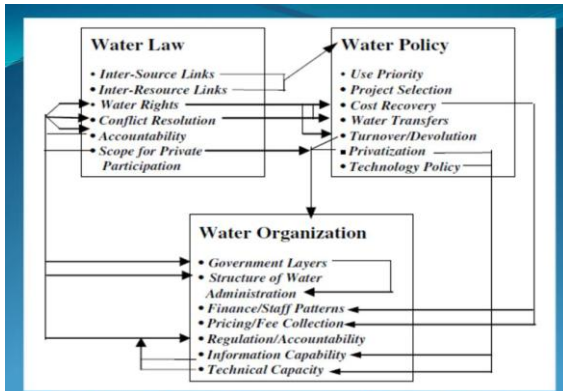 Water Law
• Inter-Source Links
• Inter-Resource Links
• Water Rights
• Conflict Resolution
• Accountability
• Scope for Private
Participation
Water Policy
• Use Priority
• Project Selection
• Cost Recovery
• Water Transfers
• Turnover/Devolution
■ Privatization
• Technology Policy
Water Organization
• Government Layers
• Structure of Water
Administration
• Finance/Staff Patterns
• Pricing/Fee Collection
• Regulation/Accountability
• Information Capability
• Technical Capacity